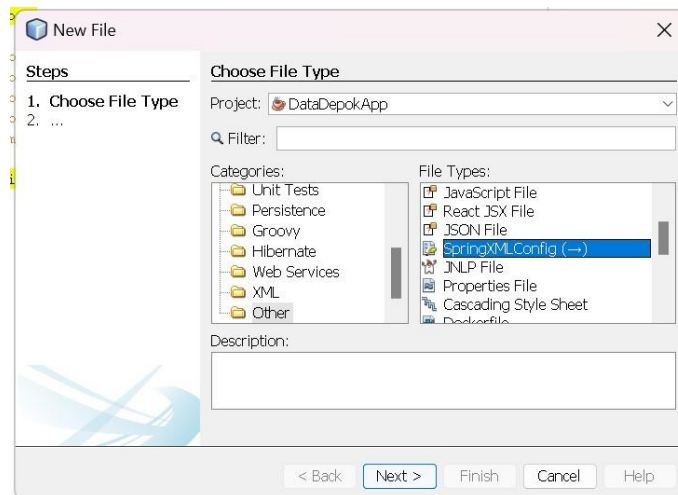 New File
Steps
1. Choose File Type
2. ...
Choose File Type
Project: DataDepokApp
Filter:
Categories:
Unit Tests
Persistence
Groovy
Hibernate
Web Services
XML
Other
File Types:
JavaScript File
React JSX File
JSON File
SpringXMLConfig (→)
JNLP File
Properties File
Cascading Style Sheet
Dockerfile
Description:
< Back Next > Finish Cancel Help